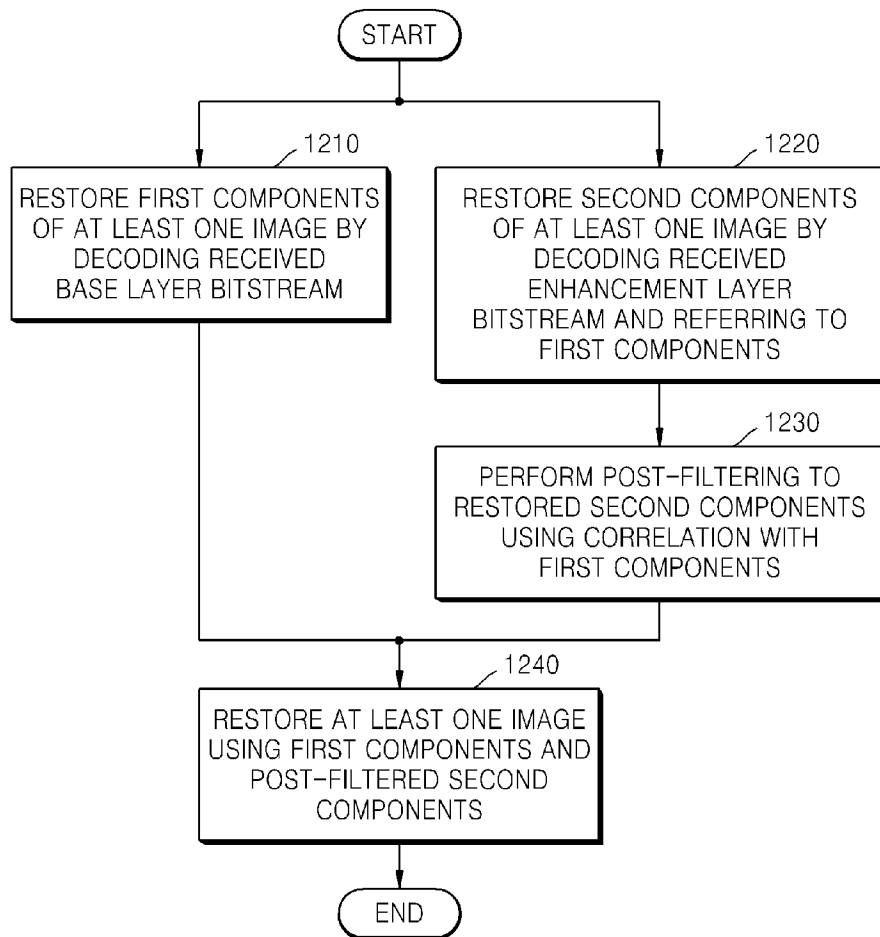 START
1210
RESTORE FIRST COMPONENTS
OF AT LEAST ONE IMAGE BY
DECODING RECEIVED
BASE LAYER BITSTREAM
1220
RESTORE SECOND COMPONENTS
OF AT LEAST ONE IMAGE BY
DECODING RECEIVED
ENHANCEMENT LAYER
BITSTREAM AND REFERRING TO
FIRST COMPONENTS
1230
PERFORM POST-FILTERING TO
RESTORED SECOND COMPONENTS
USING CORRELATION WITH
FIRST COMPONENTS
1240
RESTORE AT LEAST ONE IMAGE
USING FIRST COMPONENTS AND
POST-FILTERED SECOND
COMPONENTS
END